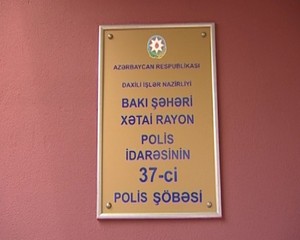 AZƏRBAYCAN RESPUBLİKASI
DAXİLİ İŞLƏR NAZİRLİYİ
BAKI ŞƏHƏRİ
XƏTAİ RAYON
POLİS
İDARƏSİNİN
37-ci
POLİS ŞÖBƏSİ